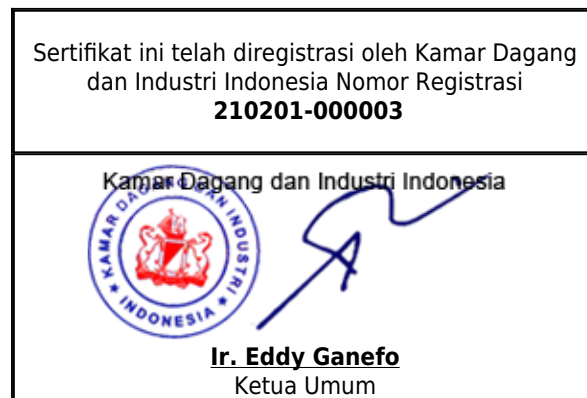 Sertifikat ini telah diregistrasi oleh Kamar Dagang
dan Industri Indonesia Nomor Registrasi
210201-000003
Kamar Dagang dan Industri Indonesia
KAMAR DAGANG DAN INDUSTRI
INDONESIA
Ir. Eddy Ganefo
Ketua Umum